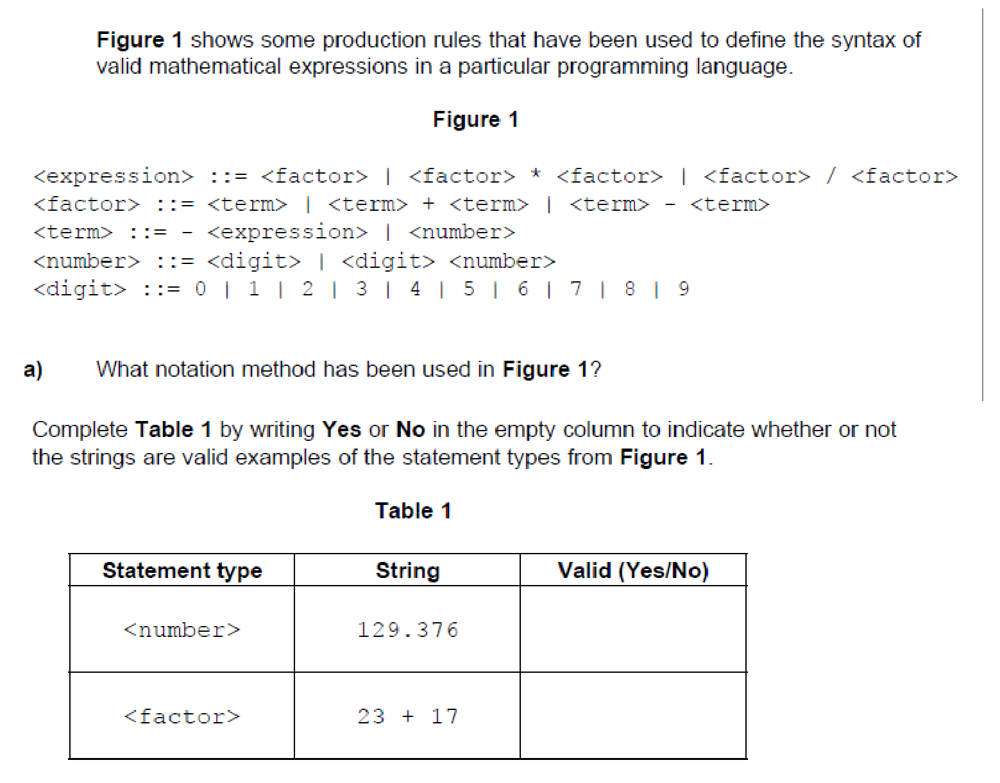 Figure 1 shows some production rules that have been used to define the syntax of
valid mathematical expressions in a particular programming language.
Figure 1
<expression> ::= <factor> | <factor> * <factor> | <factor> / <factor>
<factor> ::= <term> | <term> + <term> | <term> - <term>
<term> ::= - <expression> | <number>
<number> ::= <digit> | <digit> <number>
<digit> ::= 0 | 1 | 2 | 3 | 4 | 5 | 6 | 7 | 8 | 9
a) What notation method has been used in Figure 1?
Complete Table 1 by writing Yes or No in the empty column to indicate whether or not
the strings are valid examples of the statement types from Figure 1.
Table 1
Statement type String Valid (Yes/No)
<number> 129.376
<factor> 23 + 17